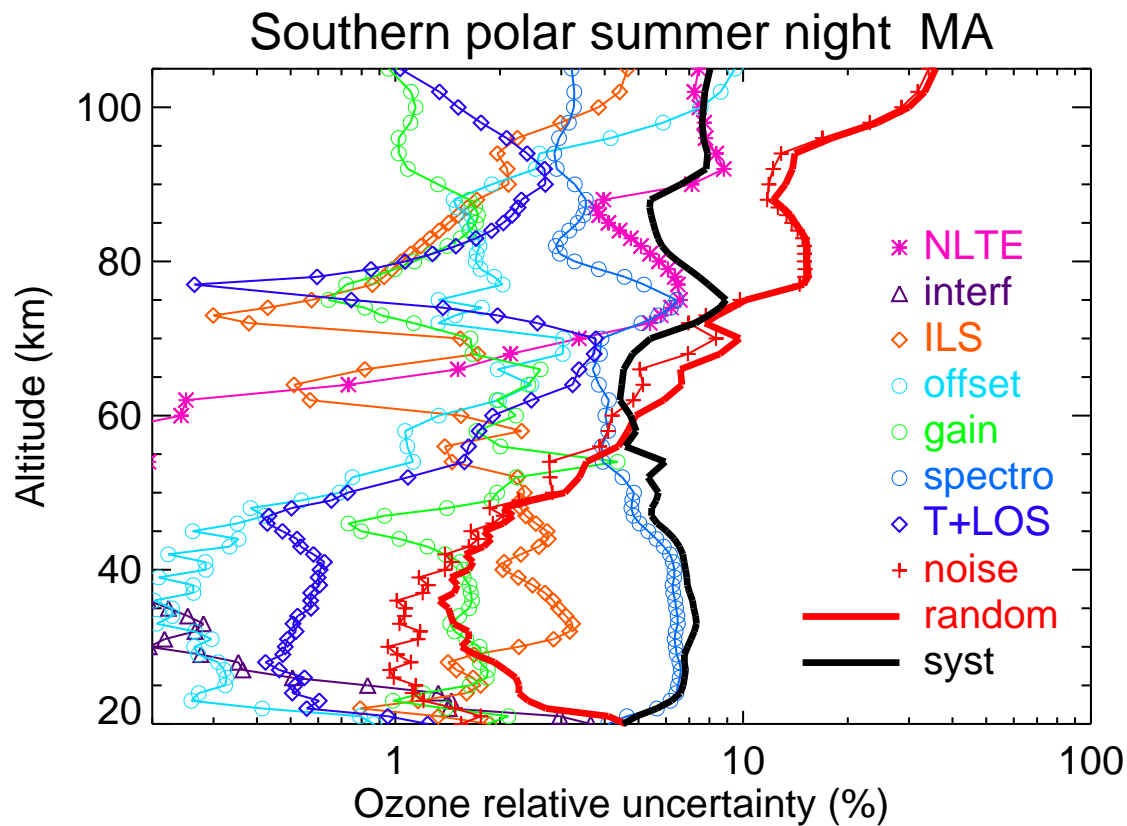 Southern polar summer night MA
Altitude (km)
100
80
60
40
20
NLTE
interf
ILS
offset
gain
spectro
T+LOS
noise
random
syst
1 10 100
Ozone relative uncertainty (%)